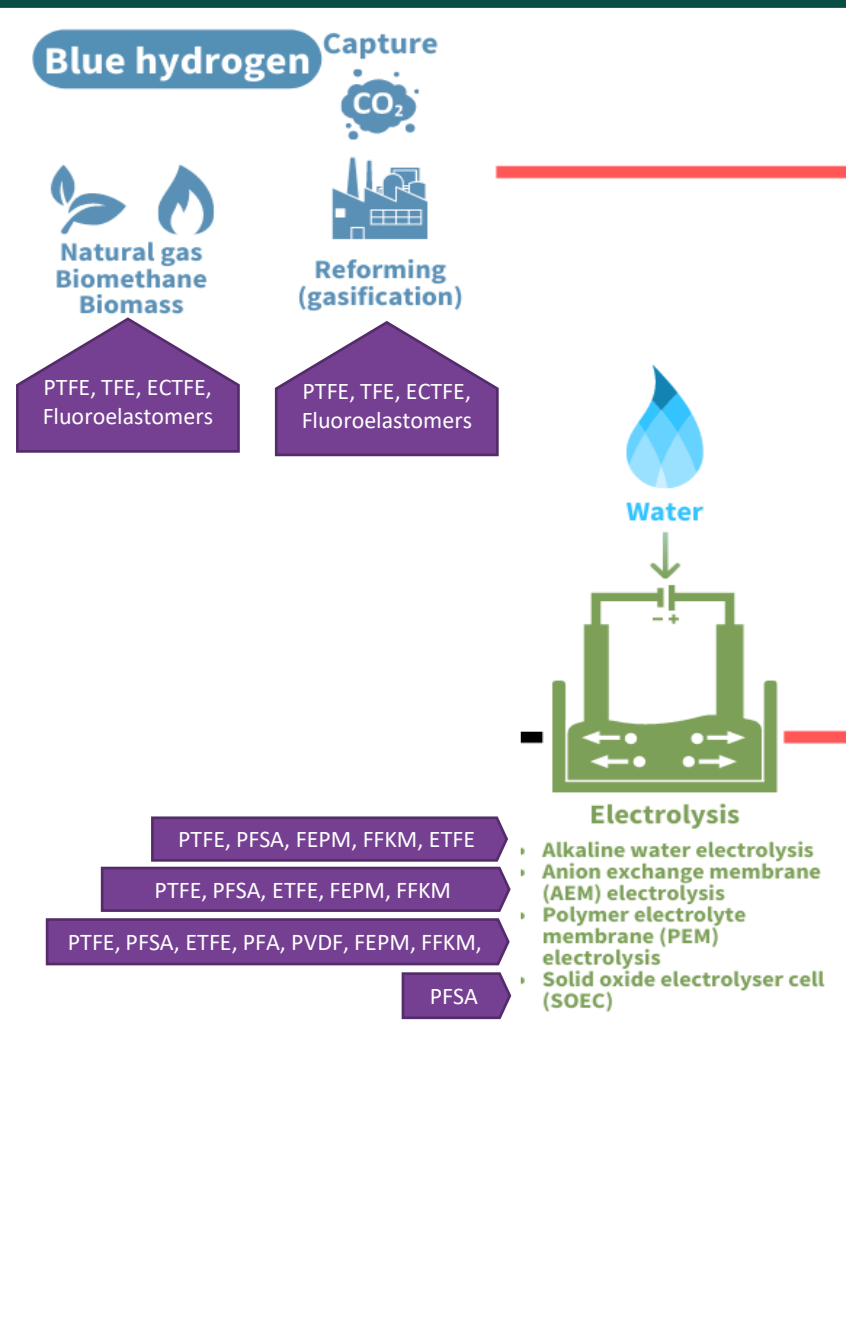 Blue hydrogen
Capture
CO₂
Natural gas
Biomethane
Biomass
Reforming
(gasification)
PTFE, TFE, ECTFE,
Fluoroelastomers
PTFE, TFE, ECTFE,
Fluoroelastomers
Water
− +
Electrolysis
PTFE, PFSA, FEPM, FFKM, ETFE
PTFE, PFSA, ETFE, FEPM, FFKM
PTFE, PFSA, ETFE, PFA, PVDF, FEPM, FFKM,
PFSA
Alkaline water electrolysis
Anion exchange membrane
(AEM) electrolysis
Polymer electrolyte
membrane (PEM)
electrolysis
Solid oxide electrolyser cell
(SOEC)